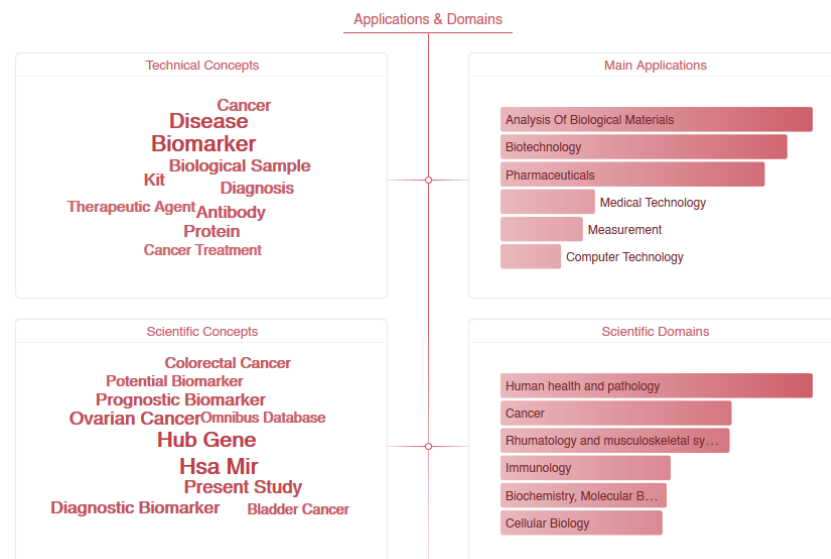 Applications & Domains
Technical Concepts
Cancer
Disease
Biomarker
Biological Sample
Kit
Diagnosis
Therapeutic Agent
Antibody
Protein
Cancer Treatment
Main Applications
Analysis Of Biological Materials
Biotechnology
Pharmaceuticals
Medical Technology
Measurement
Computer Technology
Scientific Concepts
Colorectal Cancer
Potential Biomarker
Prognostic Biomarker
Ovarian Cancer
Omnibus Database
Hub Gene
Hsa Mir
Present Study
Diagnostic Biomarker
Bladder Cancer
Scientific Domains
Human health and pathology
Cancer
Rhumatology and musculoskeletal sy...
Immunology
Biochemistry, Molecular B...
Cellular Biology